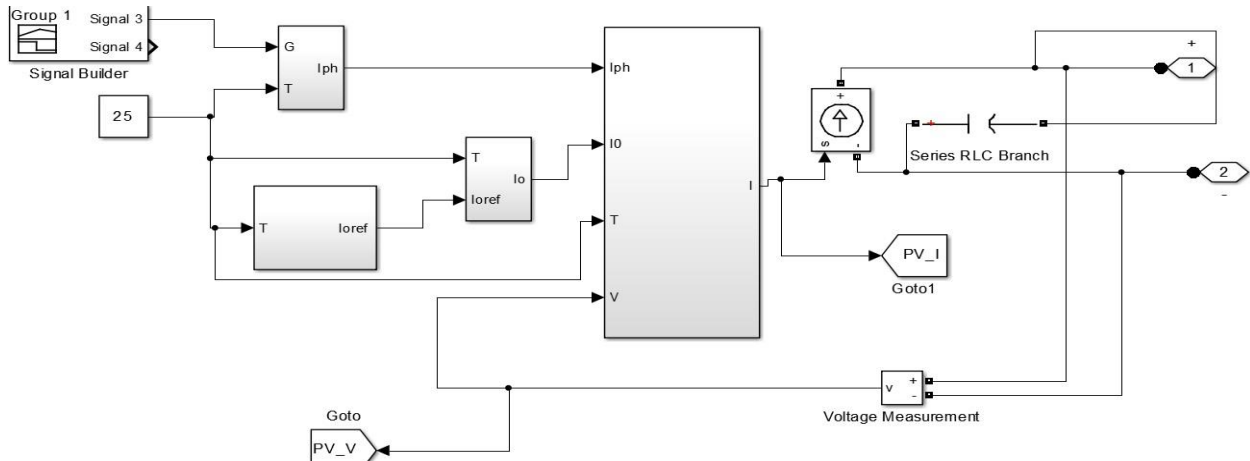 Group 1
Signal 3
Signal 4
Signal Builder
G
T
Iph
25
T
Ioref
T
Ioref
Io
Iph
I0
T
V
I
+
s
-
+
Series RLC Branch
+
1
2
-
PV_I
Goto1
v
+
-
Voltage Measurement
Goto
PV_V